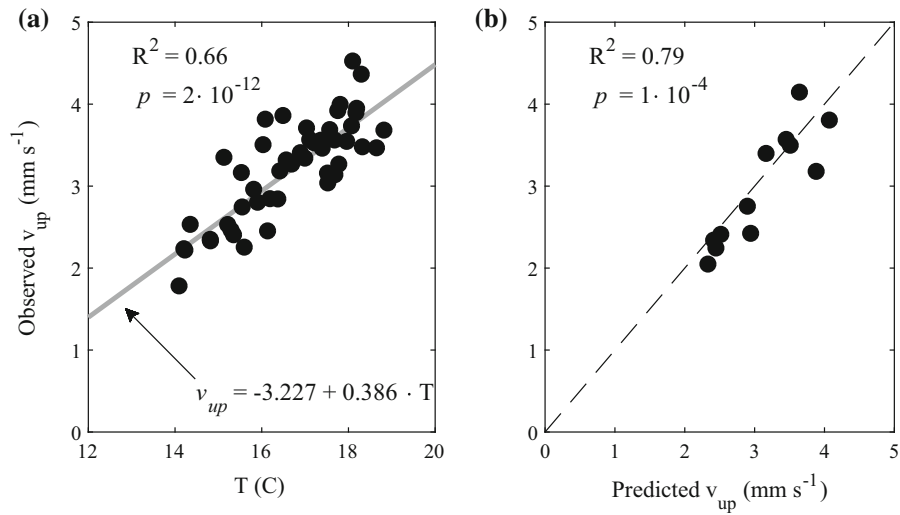 (a)
R² = 0.66
p = 2· 10⁻¹²
v_up = -3.227 + 0.386 · T
Observed v_up (mm s⁻¹)
5
4
3
2
1
0
12
14
16
18
20
T (C)
(b)
R² = 0.79
p = 1· 10⁻⁴
5
4
3
2
1
0
0
1
2
3
4
5
Predicted v_up (mm s⁻¹)